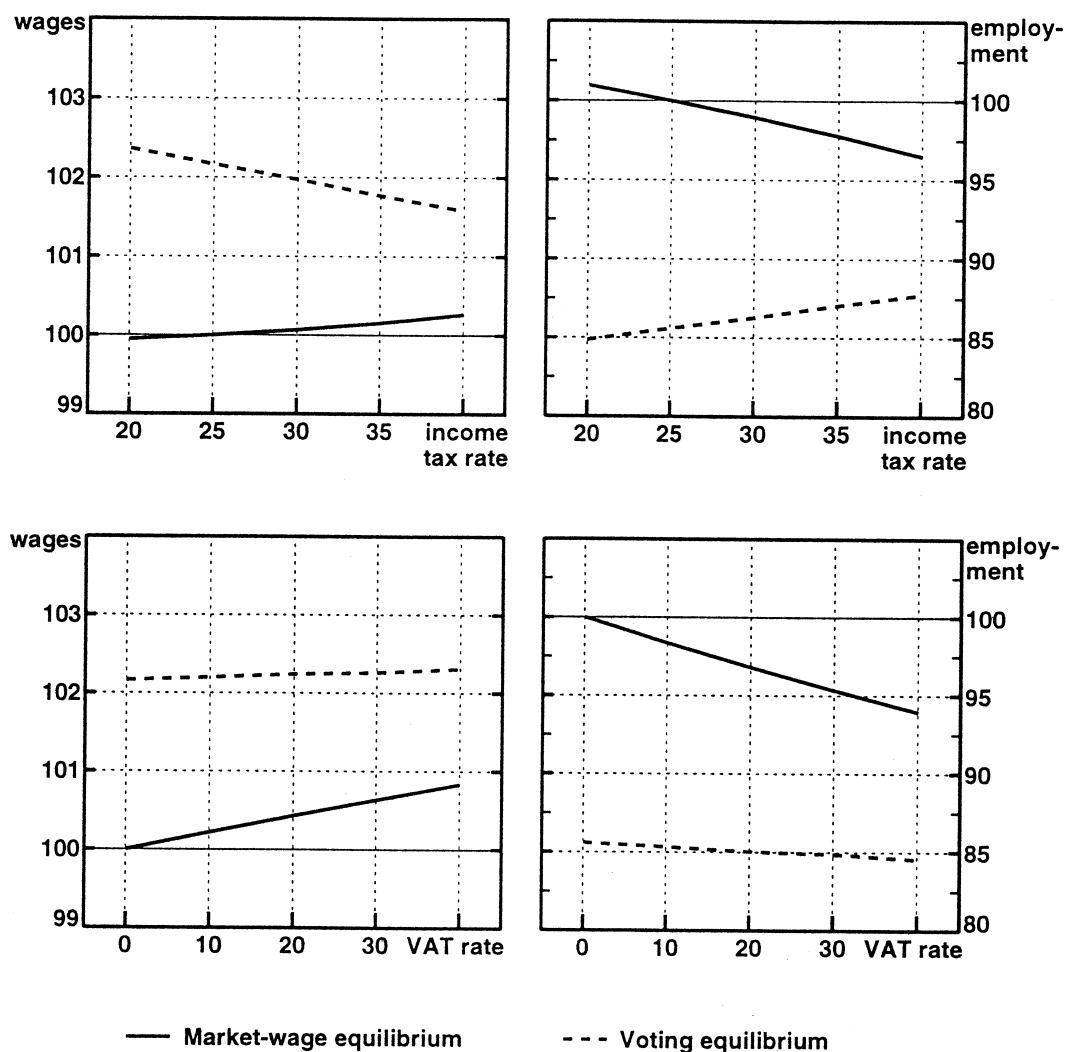 wages
103
102
101
100
99
20 25 30 35 income
tax rate
employ-
ment
100
95
90
85
80
20 25 30 35 income
tax rate
wages
103
102
101
100
99
0 10 20 30 VAT rate
employ-
ment
100
95
90
85
80
0 10 20 30 VAT rate
Market-wage equilibrium Voting equilibrium